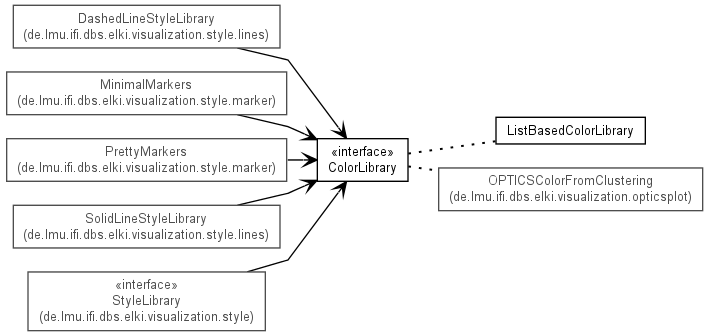 DashedLineStyleLibrary
(de.lmu.ifi.dbs.elki.visualization.style.lines)
MinimalMarkers
(de.lmu.ifi.dbs.elki.visualization.style.marker)
PrettyMarkers
(de.lmu.ifi.dbs.elki.visualization.style.marker)
SolidLineStyleLibrary
(de.lmu.ifi.dbs.elki.visualization.style.lines)
«interface»
StyleLibrary
(de.lmu.ifi.dbs.elki.visualization.style)
«interface»
ColorLibrary
ListBasedColorLibrary
OPTICSColorFromClustering
(de.lmu.ifi.dbs.elki.visualization.opticsplot)